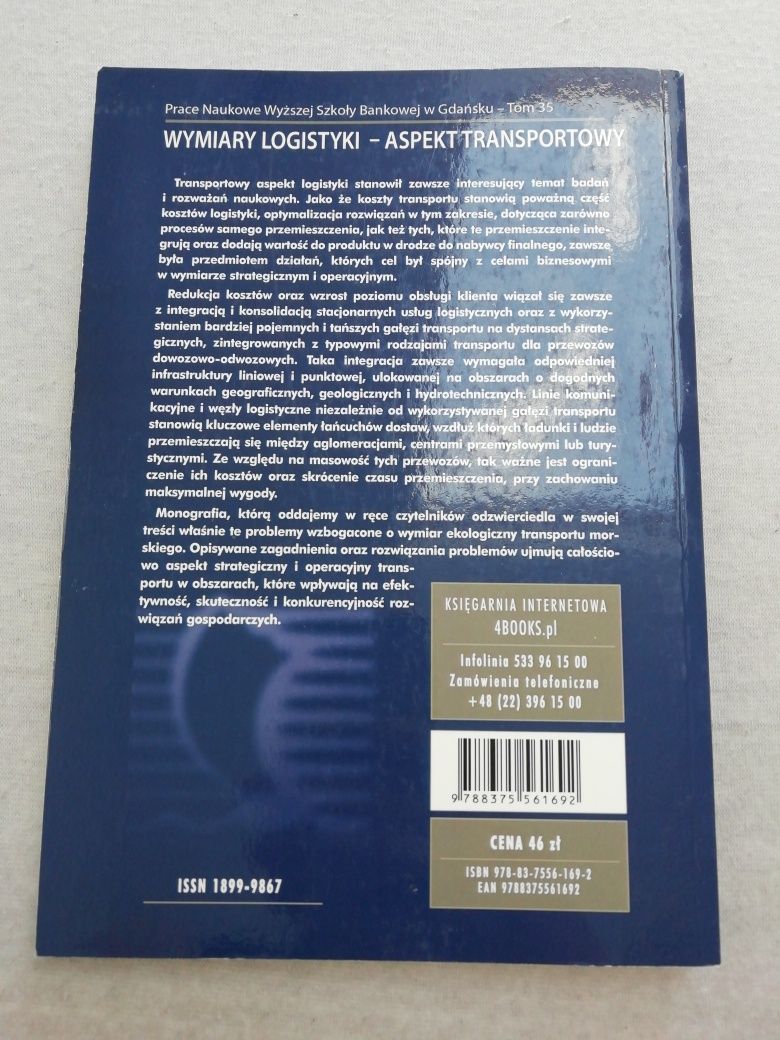 Prace Naukowe Wyższej Szkoły Bankowej w Gdańsku – Tom 35
WYMIARY LOGISTYKI – ASPEKT TRANSPORTOWY
Transportowy aspekt logistyki stanowił zawsze interesujący temat badań
i rozważań naukowych. Jako że koszty transportu stanowią poważną część
kosztów logistyki, optymalizacja rozwiązań w tym zakresie, dotycząca zarówno
procesów samego przemieszczenia, jak też tych, które te przemieszczenie inte-
grują oraz dodają wartość do produktu w drodze do nabywcy finalnego, zawsze
była przedmiotem działań, których cel był spójny z celami biznesowymi
w wymiarze strategicznym i operacyjnym.
Redukcja kosztów oraz wzrost poziomu obsługi klienta wiązał się zawsze
z integracją i konsolidacją stacjonarnych usług logistycznych oraz z wykorzy-
staniem bardziej pojemnych i tańszych gałęzi transportu na dystansach strate-
gicznych, zintegrowanych z typowymi rodzajami transportu dla przewozów
dowozowo-odwozowych. Taka integracja zawsze wymagała odpowiedniej
infrastruktury liniowej i punktowej, ulokowanej na obszarach o dogodnych
warunkach geograficznych, geologicznych i hydrotechnicznych. Linie komuni-
kacyjne i węzły logistyczne niezależnie od wykorzystywanej gałęzi transportu
stanowią kluczowe elementy łańcuchów dostaw, wzdłuż których ładunki i ludzie
przemieszczają się między aglomeracjami, centrami przemysłowymi lub tury-
stycznymi. Ze względu na masowość tych przewozów, tak ważne jest ograni-
czenie ich kosztów oraz skrócenie czasu przemieszczenia, przy zachowaniu
maksymalnej wygody.
Monografia, którą oddajemy w ręce czytelników odzwierciedla w swojej
treści właśnie te problemy wzbogacone o wymiar ekologiczny transportu mor-
skiego. Opisywane zagadnienia oraz rozwiązania problemów ujmują całościo-
wo aspekt strategiczny i operacyjny trans-
portu w obszarach, które wpływają na efek-
tywność, skuteczność i konkurencyjność roz-
wiązań gospodarczych.
KSIĘGARNIA INTERNETOWA
4BOOKS.pl
Infolinia 533 96 15 00
Zamówienia telefoniczne
+48 (22) 396 15 00
9 788375 561692
CENA 46 zł
ISBN 978-83-7556-169-2
EAN 9788375561692
ISSN 1899-9867